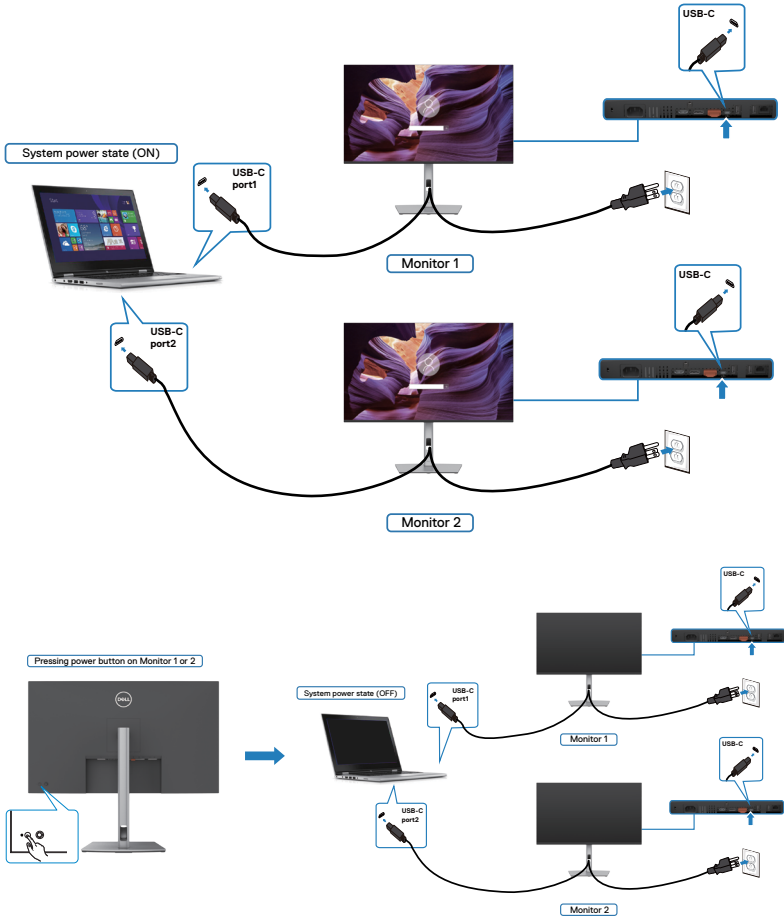 USB-C
System power state (ON)
USB-C
port1
Monitor 1
USB-C
USB-C
port2
Monitor 2
USB-C
Pressing power button on Monitor 1 or 2
DELL
System power state (OFF)
USB-C
port1
Monitor 1
USB-C
USB-C
port2
Monitor 2